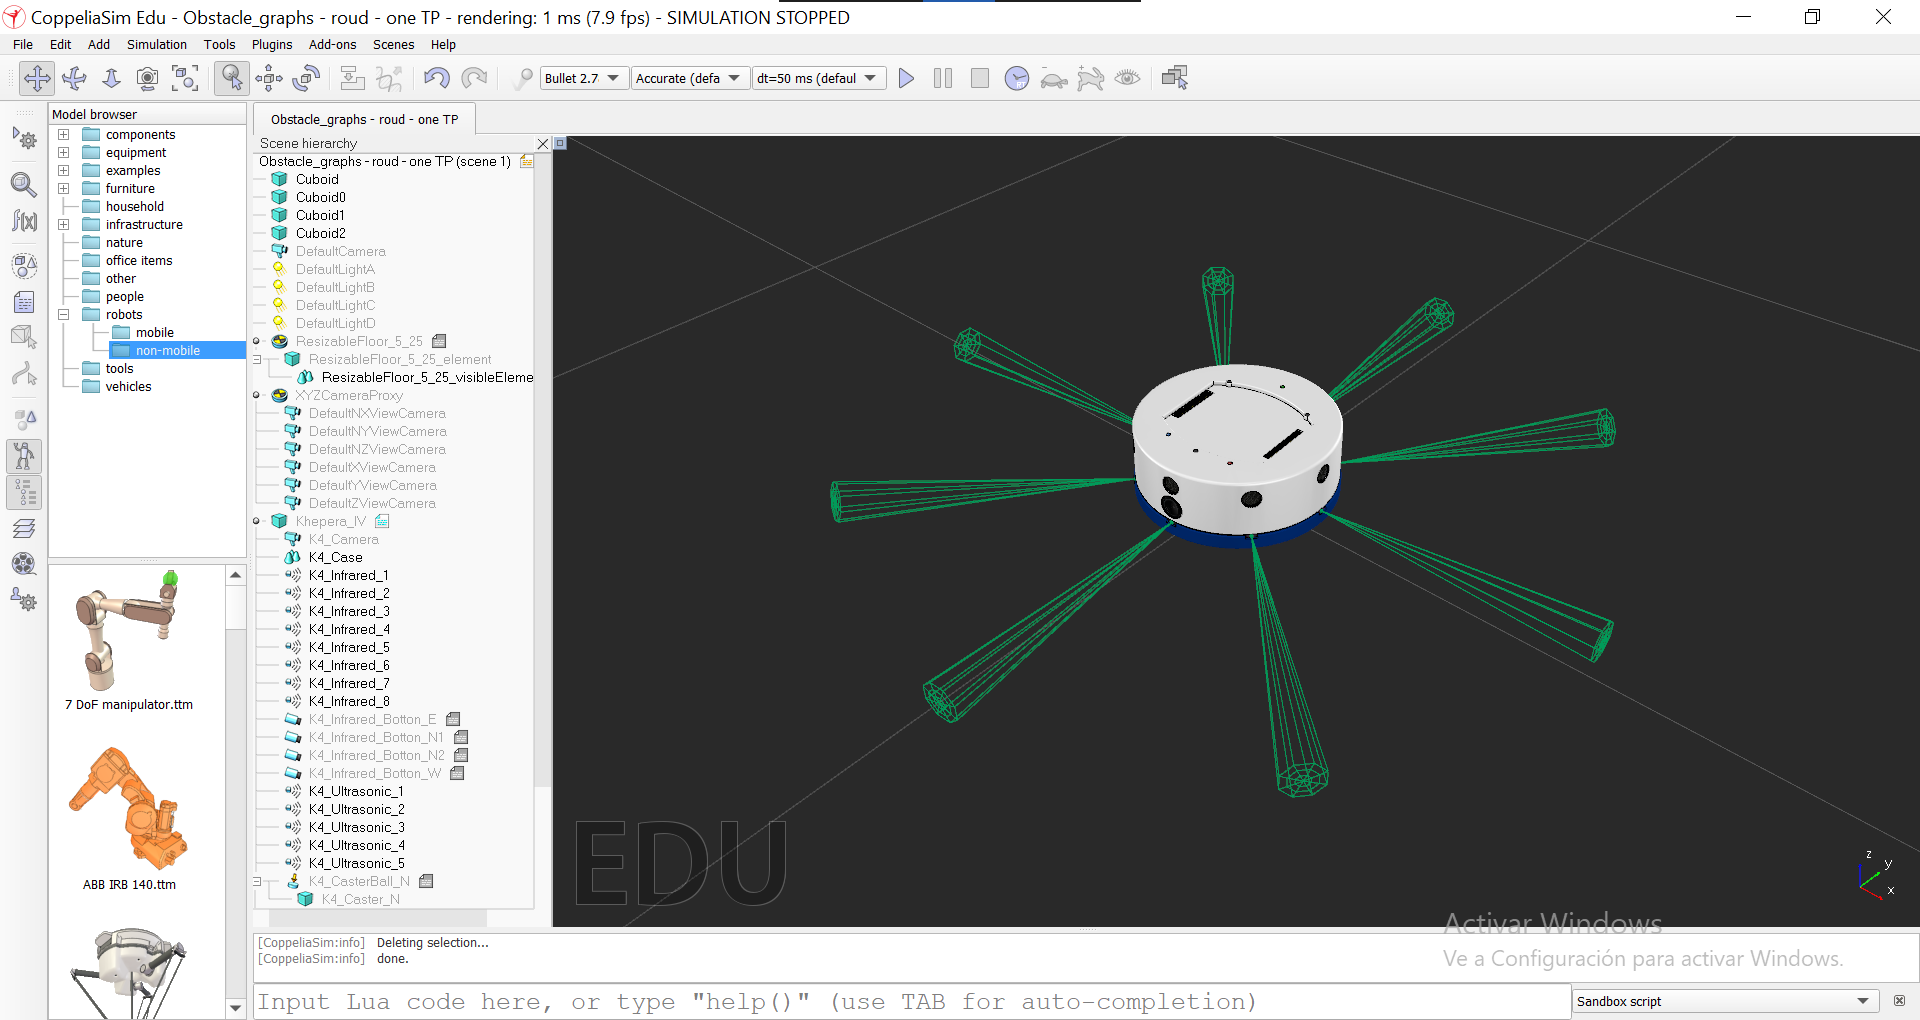 CoppeliaSim Edu - Obstacle_graphs - roud - one TP - rendering: 1 ms (7.9 fps) - SIMULATION STOPPED
File Edit Add Simulation Tools Plugins Add-ons Scenes Help
Bullet 2.7 Accurate (defa dt=50 ms (defaul
Model browser
components
equipment
examples
furniture
household
infrastructure
nature
office items
other
people
robots
mobile
non-mobile
tools
vehicles
7 DoF manipulator.ttm
ABB IRB 140.ttm
Obstacle_graphs - roud - one TP
Scene hierarchy
Obstacle_graphs - roud - one TP (scene 1)
Cuboid
Cuboid0
Cuboid1
Cuboid2
DefaultCamera
DefaultLightA
DefaultLightB
DefaultLightC
DefaultLightD
ResizableFloor_5_25
ResizableFloor_5_25_element
ResizableFloor_5_25_visibleEleme
XYZCameraProxy
DefaultNXViewCamera
DefaultNYViewCamera
DefaultNZViewCamera
DefaultXViewCamera
DefaultYViewCamera
DefaultZViewCamera
Khepera_IV
K4_Camera
K4_Case
K4_Infrared_1
K4_Infrared_2
K4_Infrared_3
K4_Infrared_4
K4_Infrared_5
K4_Infrared_6
K4_Infrared_7
K4_Infrared_8
K4_Infrared_Botton_E
K4_Infrared_Botton_N1
K4_Infrared_Botton_N2
K4_Infrared_Botton_W
K4_Ultrasonic_1
K4_Ultrasonic_2
K4_Ultrasonic_3
K4_Ultrasonic_4
K4_Ultrasonic_5
K4_CasterBall_N
K4_Caster_N
EDU
z
y
x
Activar Windows
Ve a Configuración para activar Windows.
[CoppeliaSim:info] Deleting selection...
[CoppeliaSim:info] done.
Input Lua code here, or type "help()" (use TAB for auto-completion)
Sandbox script